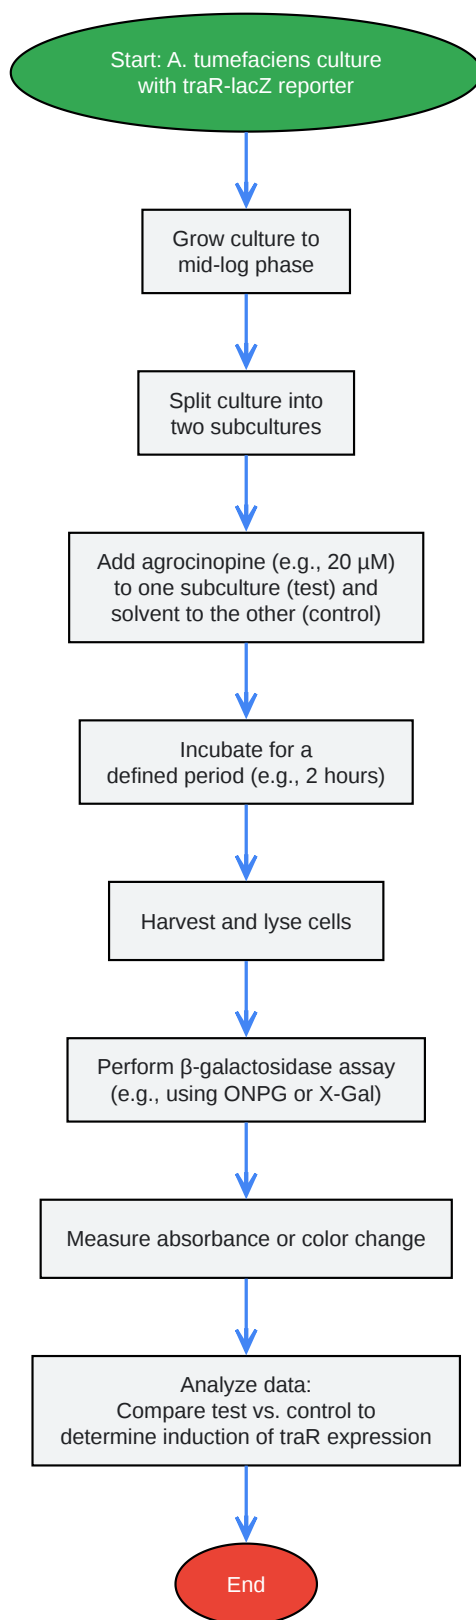 Start: A. tumefaciens culture
with traR-lacZ reporter
Grow culture to
mid-log phase
Split culture into
two subcultures
Add agrocinopine (e.g., 20 µM)
to one subculture (test) and
solvent to the other (control)
Incubate for a
defined period (e.g., 2 hours)
Harvest and lyse cells
Perform β-galactosidase assay
(e.g., using ONPG or X-Gal)
Measure absorbance or color change
Analyze data:
Compare test vs. control to
determine induction of traR expression
End